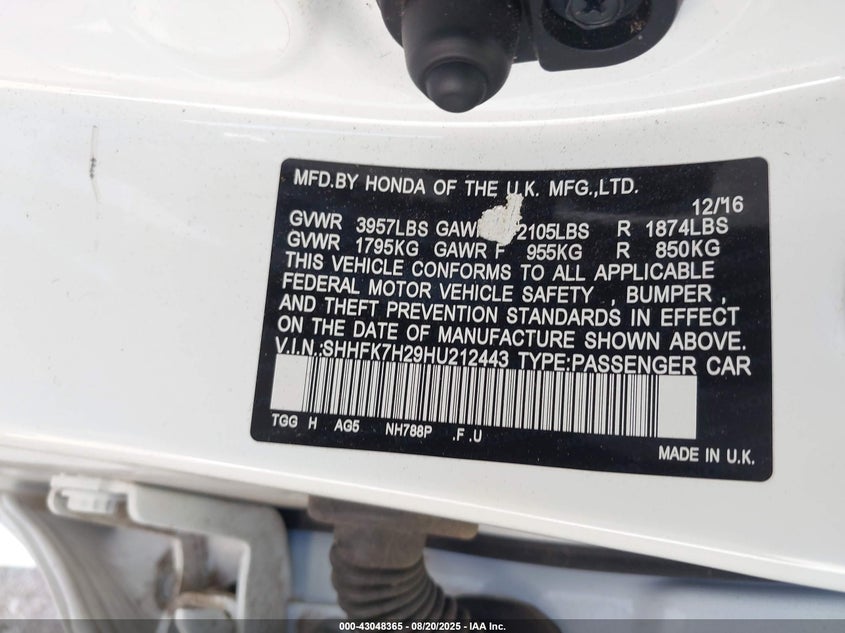 MFD.BY HONDA OF THE U.K. MFG.,LTD.
12/'16
GVWR 3957LBS GAWR 2105LBS R 1874LBS
GVWR 1795KG GAWR F 955KG R 850KG
THIS VEHICLE CONFORMS TO ALL APPLICABLE
FEDERAL MOTOR VEHICLE SAFETY , BUMPER ,
AND THEFT PREVENTION STANDARDS IN EFFECT
ON THE DATE OF MANUFACTURE SHOWN ABOVE.
V.I.N.:SHHFK7H29HU212443 TYPE:PASSENGER CAR
TGG H AG5 NH788P .F .U
MADE IN U.K.
000-43048365 - 08/20/2025 - IAA Inc.